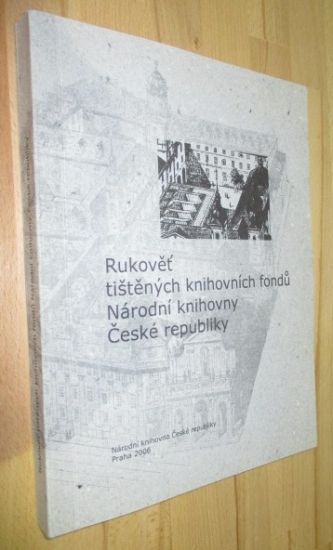 Rukověť
tištěných knihovních fondů
Národní knihovny
České republiky
Národní knihovna České republiky
Praha 2006